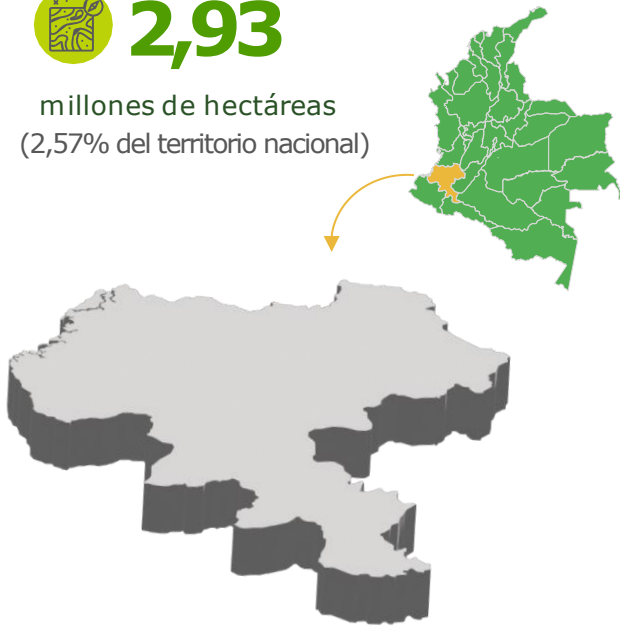 2,93
millones de hectáreas
(2,57% del territorio nacional)